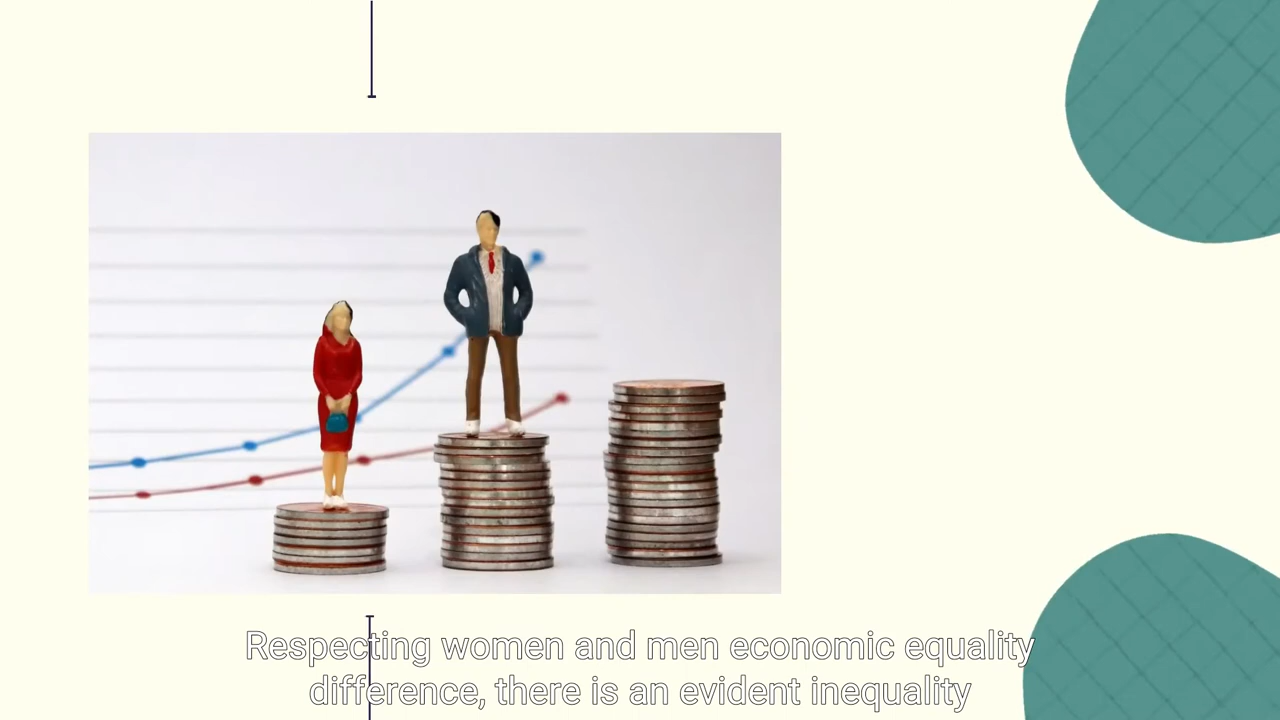 Respecting women and men economic equality
difference, there is an evident inequality